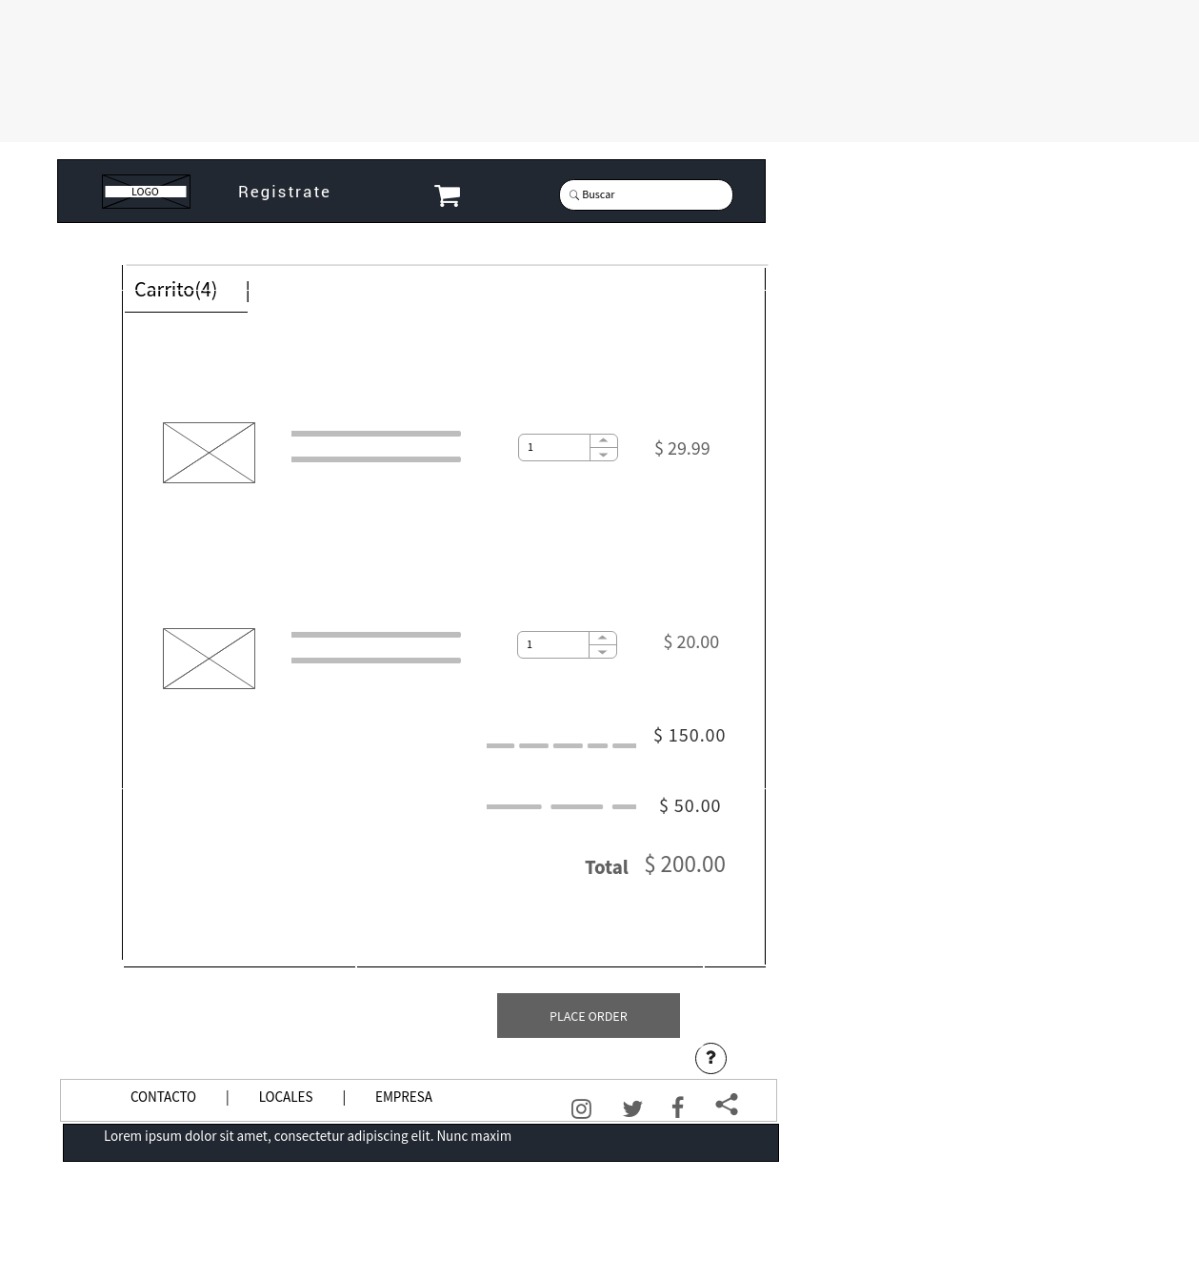 LOGO
Registrate
Buscar
Carrito(4) |
1
$ 29.99
1
$ 20.00
$ 150.00
$ 50.00
Total $ 200.00
PLACE ORDER
?
CONTACTO | LOCALES | EMPRESA
Lorem ipsum dolor sit amet, consectetur adipiscing elit. Nunc maxim